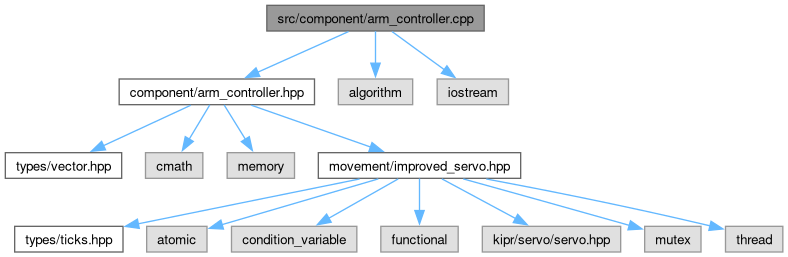 src/component/arm_controller.cpp
component/arm_controller.hpp
algorithm
iostream
types/vector.hpp
cmath
memory
movement/improved_servo.hpp
types/ticks.hpp
atomic
condition_variable
functional
kipr/servo/servo.hpp
mutex
thread